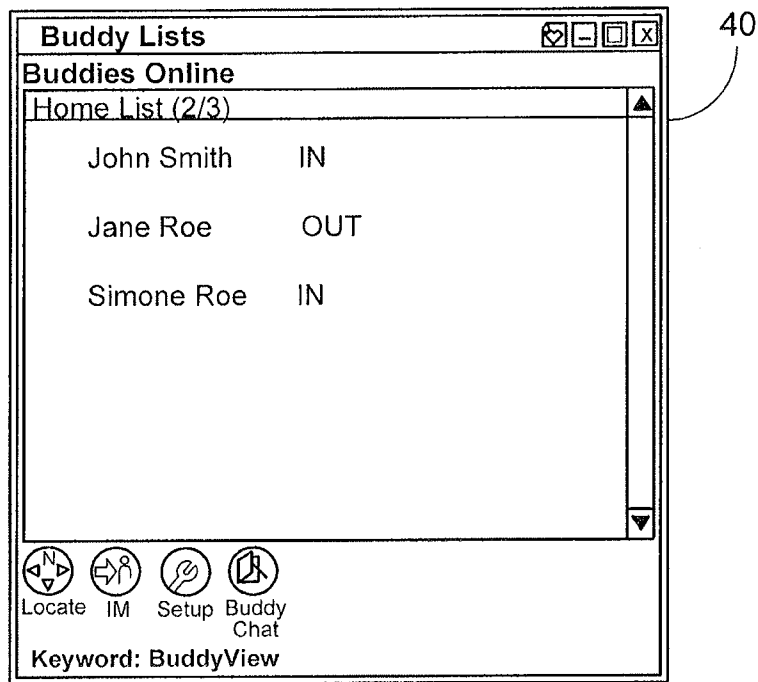 Buddy Lists X
40
Buddies Online
Home List (2/3)
John Smith IN
Jane Roe OUT
Simone Roe IN
N
Locate IM Setup Buddy Chat
Keyword: BuddyView